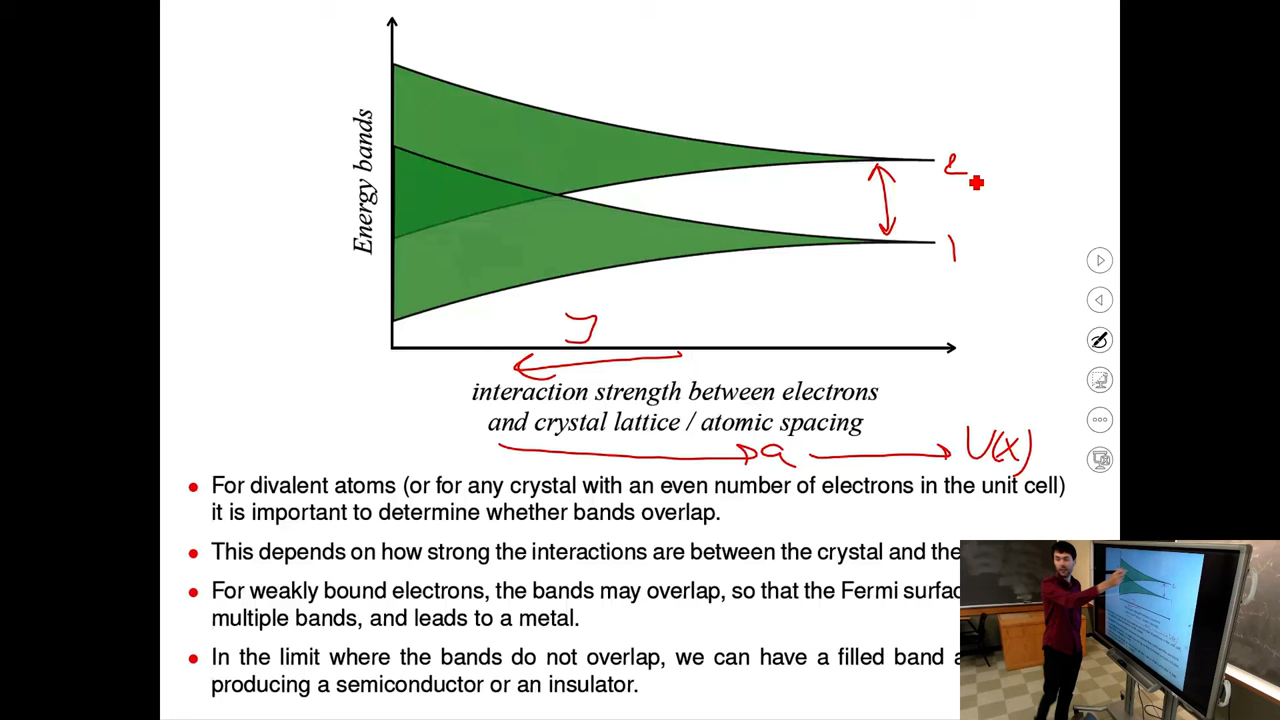 Energy bands
2
1
interaction strength between electrons
and crystal lattice / atomic spacing
a
U(x)
For divalent atoms (or for any crystal with an even number of electrons in the unit cell)
it is important to determine whether bands overlap.
This depends on how strong the interactions are between the crystal and the
For weakly bound electrons, the bands may overlap, so that the Fermi
multiple bands, and leads to a metal.
In the limit where the bands do not overlap, we can have a filled band
producing a semiconductor or an insulator.